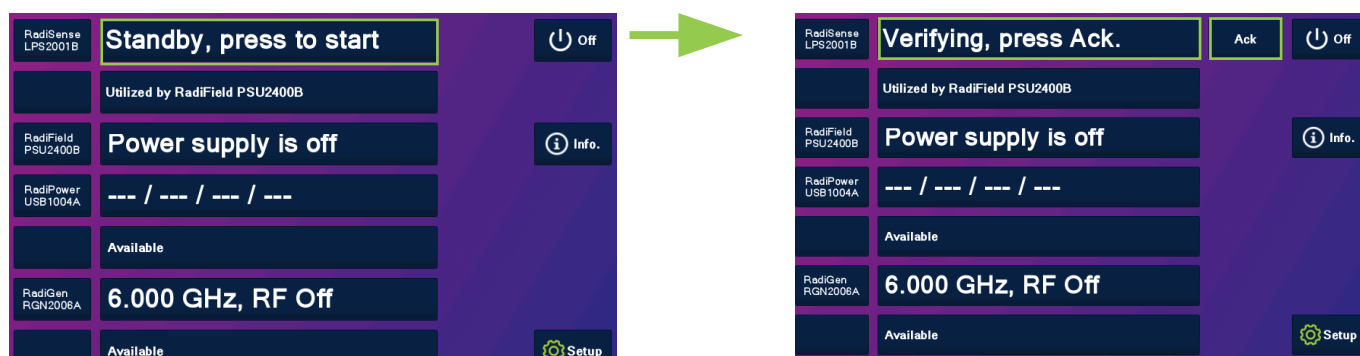 RadiSense
LPS2001B
Standby, press to start
Off
Utilized by RadiField PSU2400B
RadiField
PSU2400B
Power supply is off
Info.
RadiPower
USB1004A
--- / --- / --- / ---
Available
RadiGen
RGN2006A
6.000 GHz, RF Off
Available
Setup
RadiSense
LPS2001B
Verifying, press Ack.
Ack
Off
Utilized by RadiField PSU2400B
RadiField
PSU2400B
Power supply is off
Info.
RadiPower
USB1004A
--- / --- / --- / ---
Available
RadiGen
RGN2006A
6.000 GHz, RF Off
Available
Setup